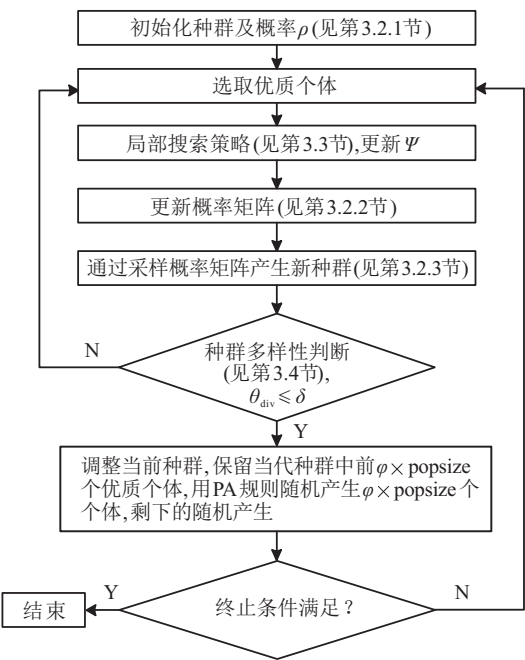 初始化种群及概率ρ(见第3.2.1节)
选取优质个体
局部搜索策略(见第3.3节),更新Ψ
更新概率矩阵(见第3.2.2节)
通过采样概率矩阵产生新种群(见第3.2.3节)
N
种群多样性判断
(见第3.4节),
θdiv≤δ
Y
调整当前种群,保留当代种群中前φ×popsize
个优质个体,用PA规则随机产生φ×popsize个
个体,剩下的随机产生
Y
N
结束
终止条件满足?